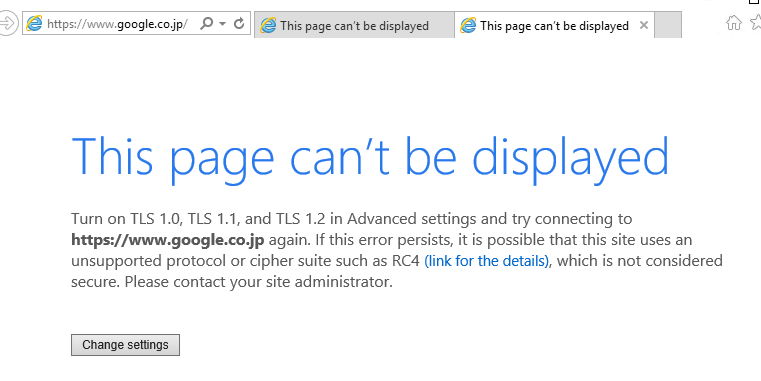 https://www.google.co.jp/
This page can't be displayed
This page can't be displayed
This page can't be displayed
Turn on TLS 1.0, TLS 1.1, and TLS 1.2 in Advanced settings and try connecting to
https://www.google.co.jp again. If this error persists, it is possible that this site uses an
unsupported protocol or cipher suite such as RC4 (link for the details), which is not considered
secure. Please contact your site administrator.
Change settings